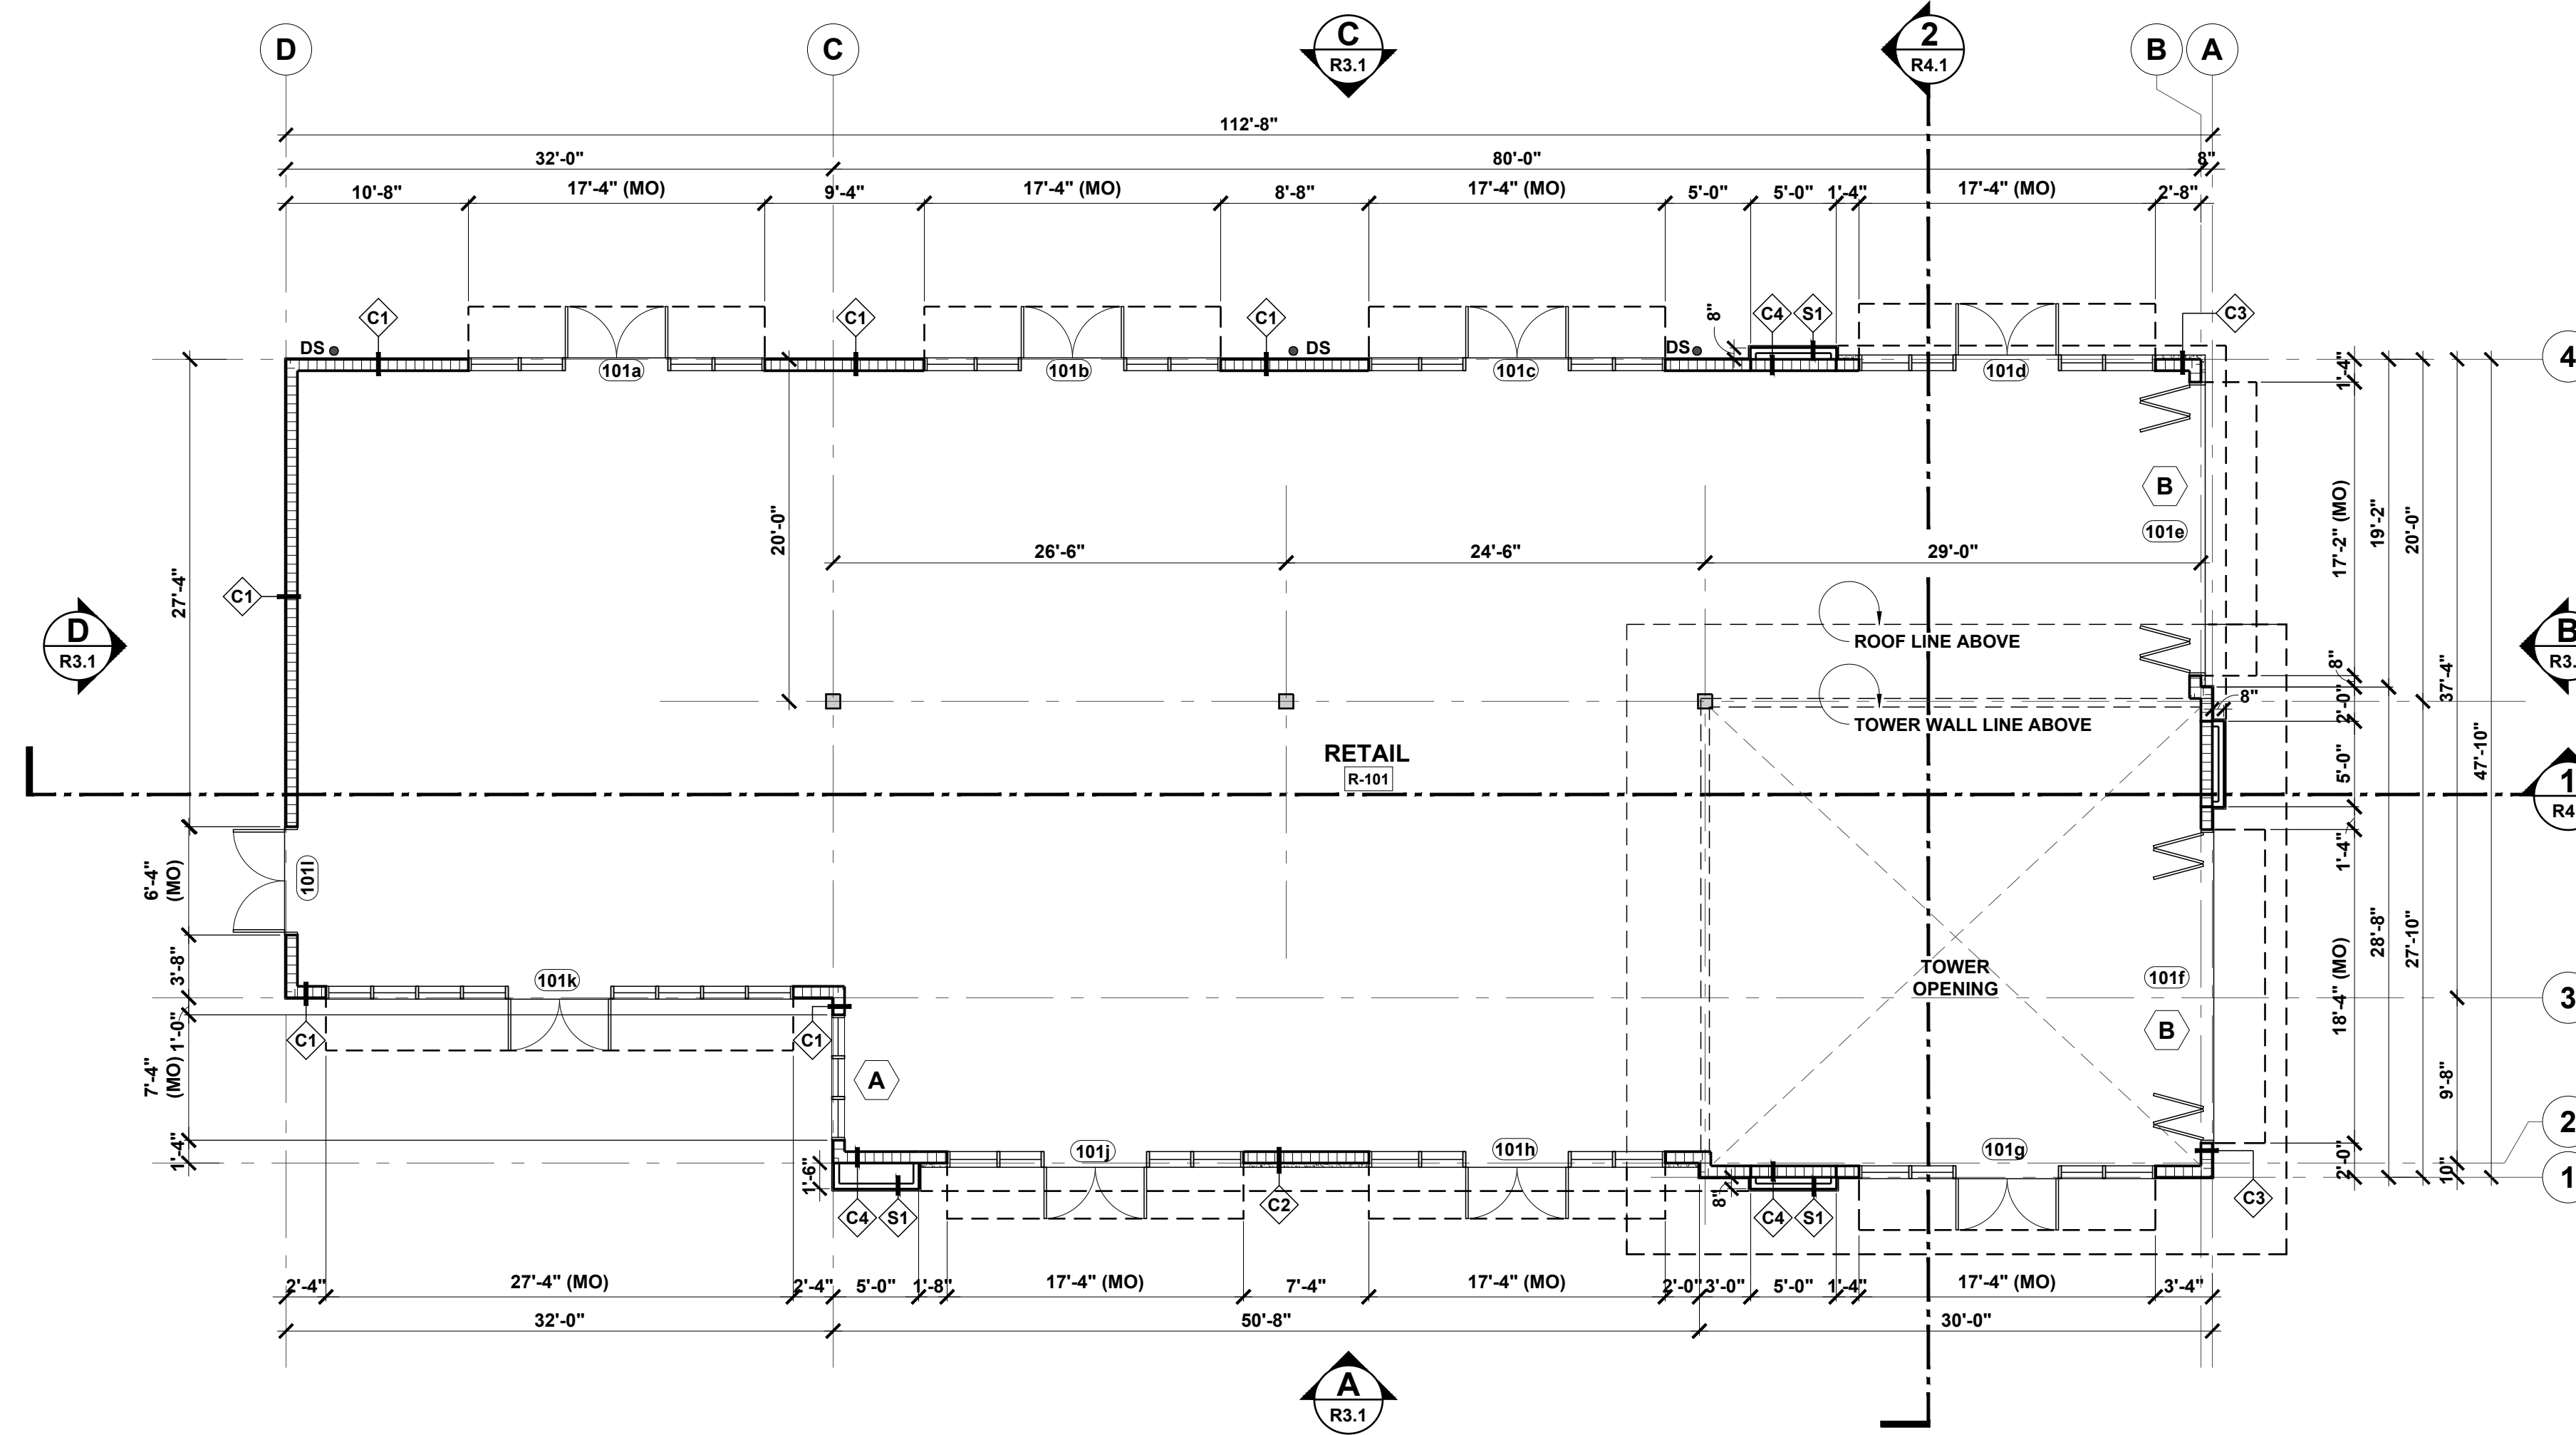 D
C
C
R3.1
2
R4.1
B
A
112'-8"
32'-0"
80'-0"
8"
10'-8"
17'-4" (MO)
9'-4"
17'-4" (MO)
8'-8"
17'-4" (MO)
5'-0"
5'-0"
1'-4"
17'-4" (MO)
2'-8"
C1
C1
C1
8"
C4
S1
C3
DS
DS
DS
101a
101b
101c
101d
4
1'-4"
B
101e
17'-2" (MO)
19'-2"
20'-0"
20'-0"
26'-6"
24'-6"
29'-0"
27'-4"
C1
D
R3.1
ROOF LINE ABOVE
TOWER WALL LINE ABOVE
B
R3.
8"
37'-4"
2'-0"
8"
RETAIL
R-101
5'-0"
47'-10"
1
R4
1'-4"
6'-4"
(MO)
101l
28'-8"
27'-10"
18'-4" (MO)
3'-8"
101k
TOWER
OPENING
101f
3
1'-0"
C1
C1
B
7'-4"
(MO)
A
9'-8"
2
1'-4"
101j
101h
101g
1'-6"
8"
2'-0"
10"
1
C4
S1
C2
C4
S1
C3
2'-4"
27'-4" (MO)
2'-4"
5'-0"
1'-8"
17'-4" (MO)
7'-4"
17'-4" (MO)
2'-0"
3'-0"
5'-0"
1'-4"
17'-4" (MO)
3'-4"
32'-0"
50'-8"
30'-0"
A
R3.1